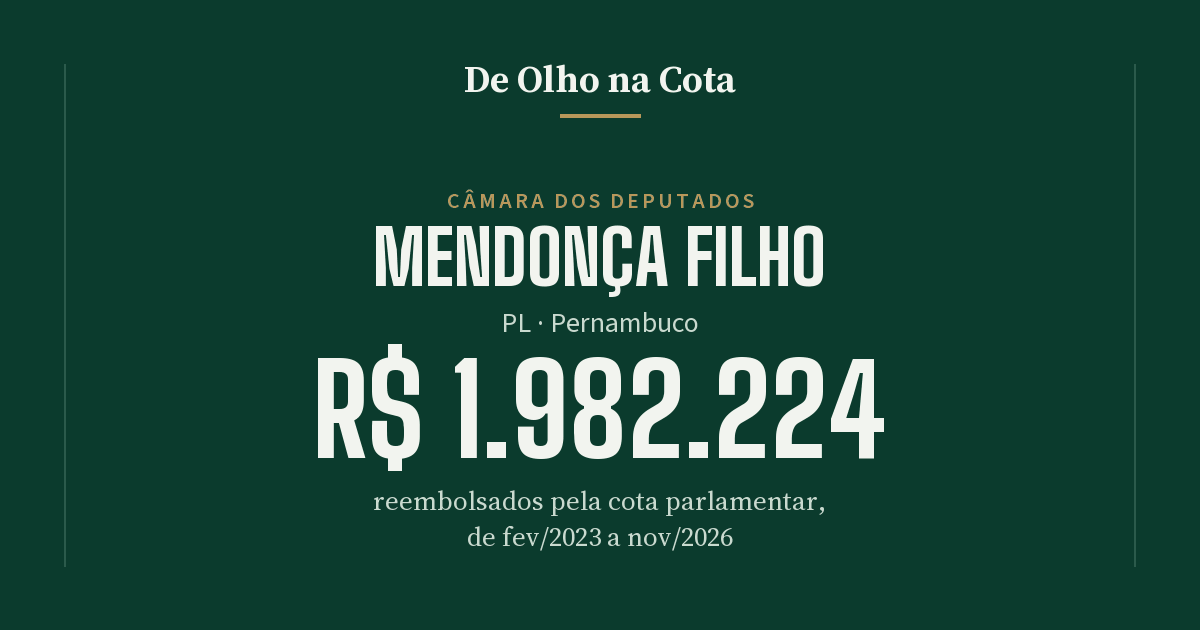 De Olho na Cota
CÂMARA DOS DEPUTADOS
MENDONÇA FILHO
PL · Pernambuco
R$ 1.982.224
reembolsados pela cota parlamentar,
de fev/2023 a nov/2026